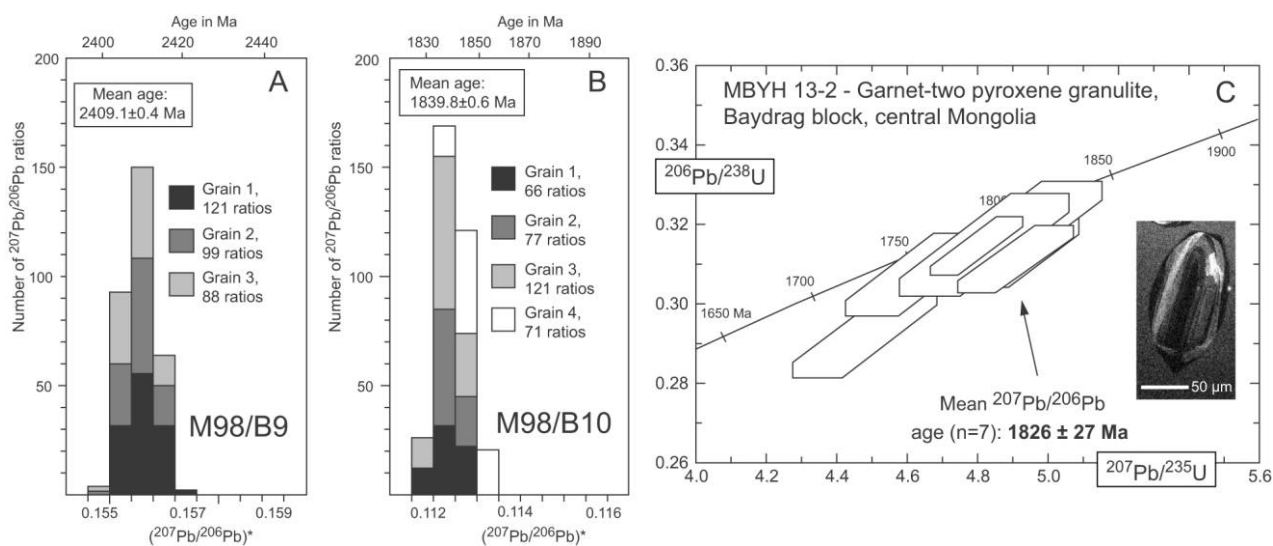 Age in Ma
2400 2420 2440
200
150
100
50
Number of ²⁰⁷Pb/²⁰⁶Pb ratios
A
Mean age:
2409.1±0.4 Ma
Grain 1,
121 ratios
Grain 2,
99 ratios
Grain 3,
88 ratios
M98/B9
0.155 0.157 0.159
(²⁰⁷Pb/²⁰⁶Pb)*
Age in Ma
1830 1850 1870 1890
200
150
100
50
Number of ²⁰⁷Pb/²⁰⁶Pb ratios
B
Mean age:
1839.8±0.6 Ma
Grain 1,
66 ratios
Grain 2,
77 ratios
Grain 3,
121 ratios
Grain 4,
71 ratios
M98/B10
0.112 0.114 0.116
(²⁰⁷Pb/²⁰⁶Pb)*
0.36
0.34
0.32
0.30
0.28
0.26
MBYH 13-2 - Garnet-two pyroxene granulite,
Baydrag block, central Mongolia
C
²⁰⁶Pb/²³⁸U
1900
1850
1800
1750
1700
1650 Ma
50 µm
Mean ²⁰⁷Pb/²⁰⁶Pb
age (n=7): 1826 ± 27 Ma
²⁰⁷Pb/²³⁵U
4.0 4.2 4.4 4.6 4.8 5.0 5.6